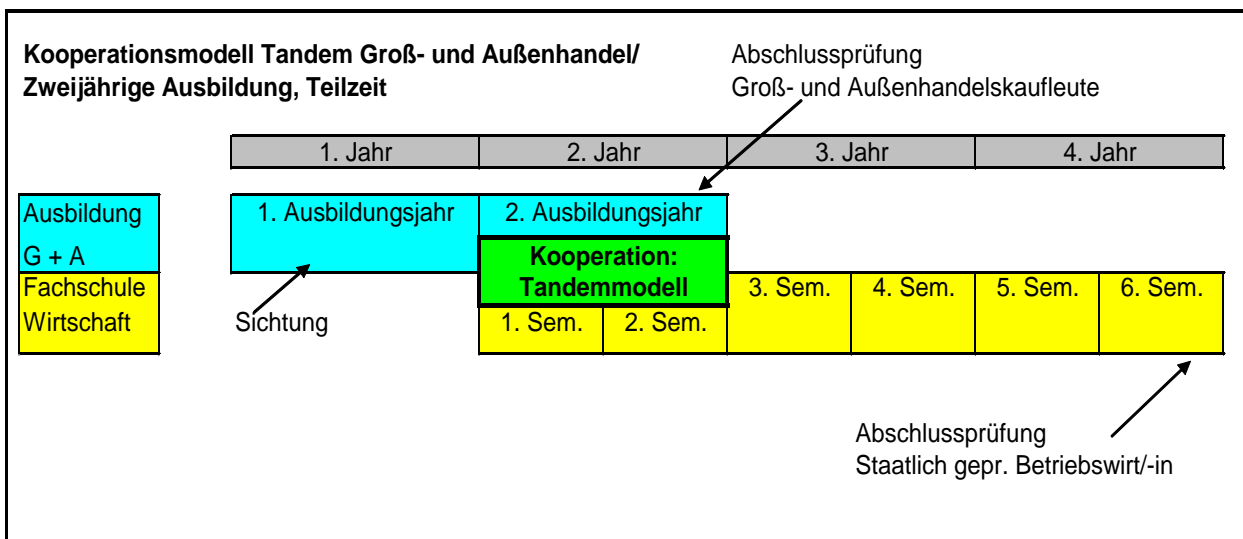 Kooperationsmodell Tandem Groß- und Außenhandel/
Zweijährige Ausbildung, Teilzeit
Abschlussprüfung
Groß- und Außenhandelskaufleute
1. Jahr 2. Jahr 3. Jahr 4. Jahr
Ausbildung
G + A
1. Ausbildungsjahr 2. Ausbildungsjahr
Kooperation:
Tandemmodell
Fachschule
Wirtschaft
Sichtung
1. Sem. 2. Sem.
3. Sem. 4. Sem. 5. Sem. 6. Sem.
Abschlussprüfung
Staatlich gepr. Betriebswirt/-in